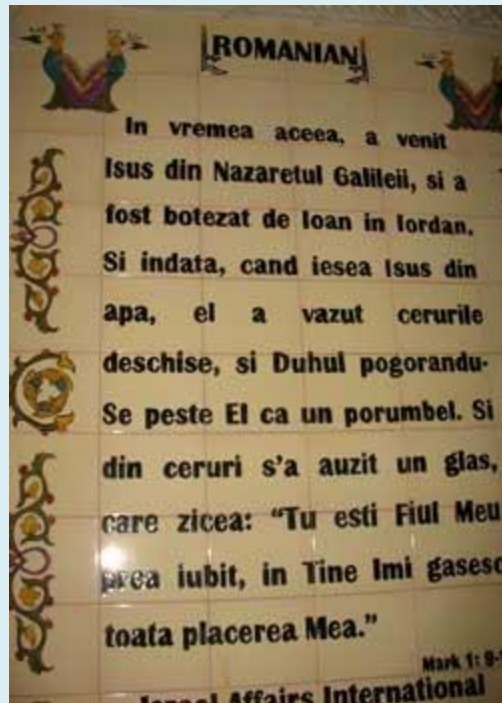 ROMANIAN
In vremea aceea, a venit
Isus din Nazaretul Galileii, si a
fost botezat de Ioan in Iordan.
Si indata, cand iesea Isus din
apa, el a vazut cerurile
deschise, si Duhul pogorandu-
Se peste El ca un porumbel. Si
din ceruri s'a auzit un glas,
care zicea: "Tu esti Fiul Meu
prea iubit, in Tine Imi gasesc
toata placerea Mea."
Mark 1: 9-
Israel Affairs International